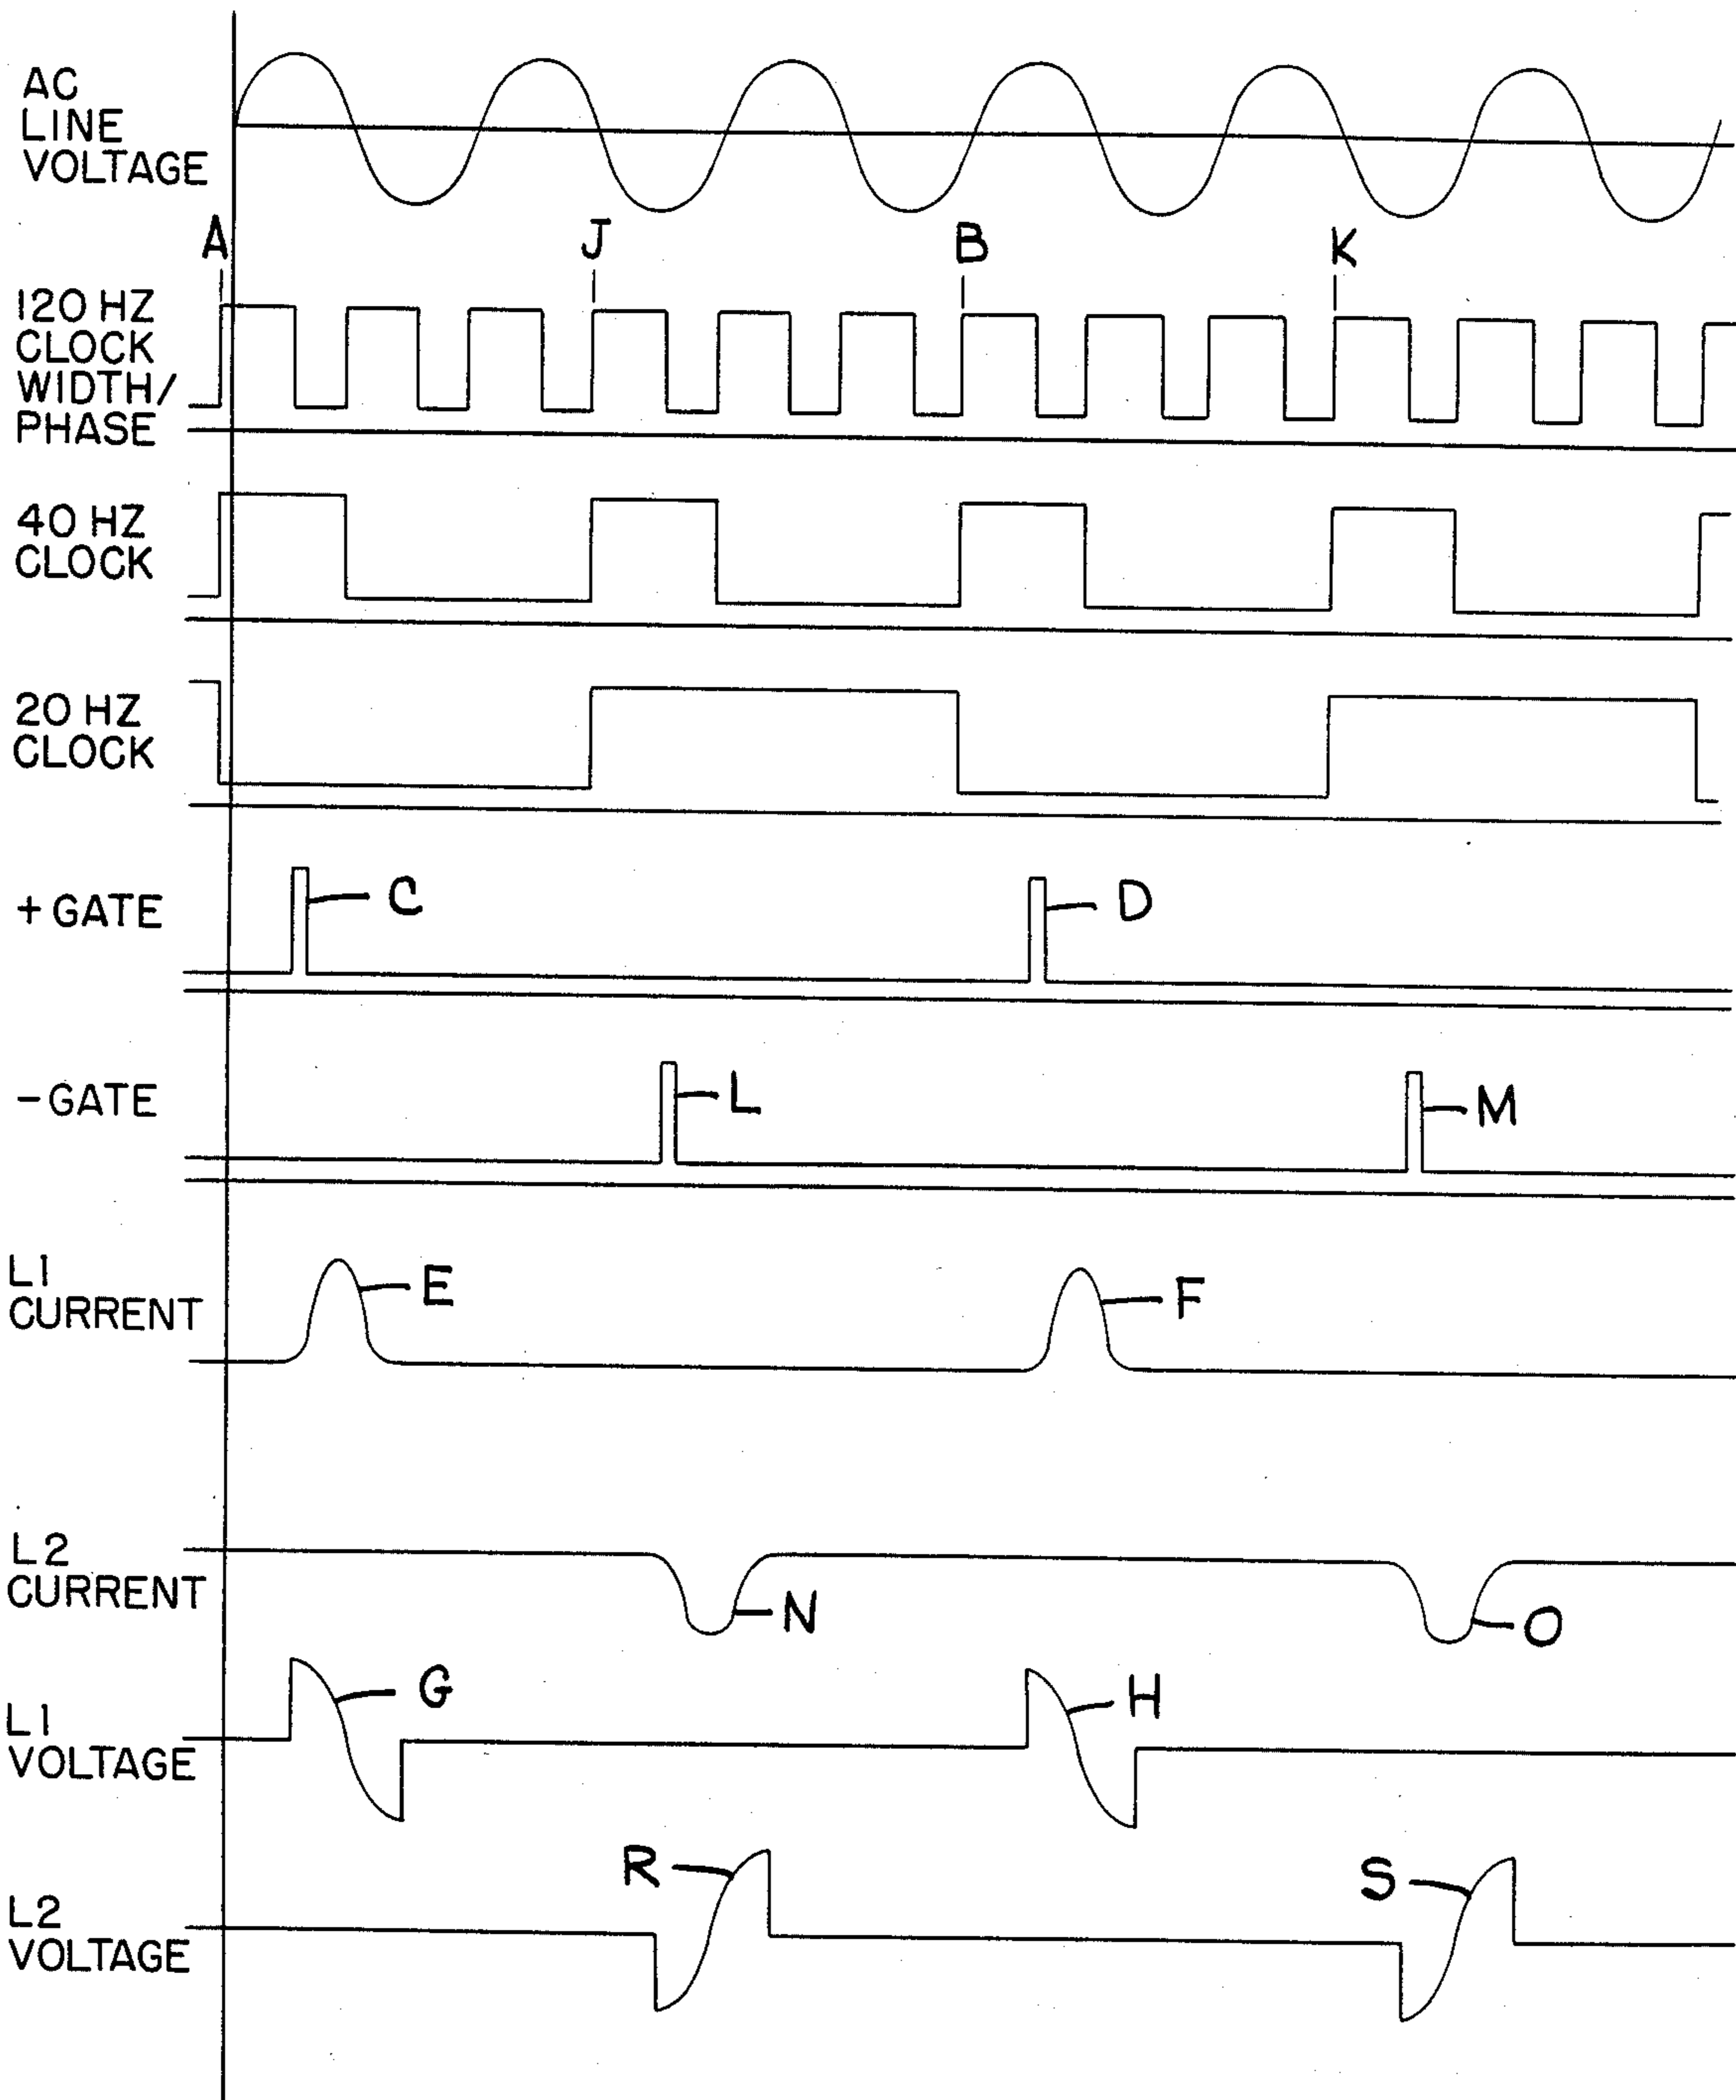 AC
LINE
VOLTAGE
A
J
B
K
120 HZ
CLOCK
WIDTH/
PHASE
40 HZ
CLOCK
20 HZ
CLOCK
+ GATE
C
D
- GATE
L
M
L1
CURRENT
E
F
L2
CURRENT
N
O
L1
VOLTAGE
G
H
L2
VOLTAGE
R
S